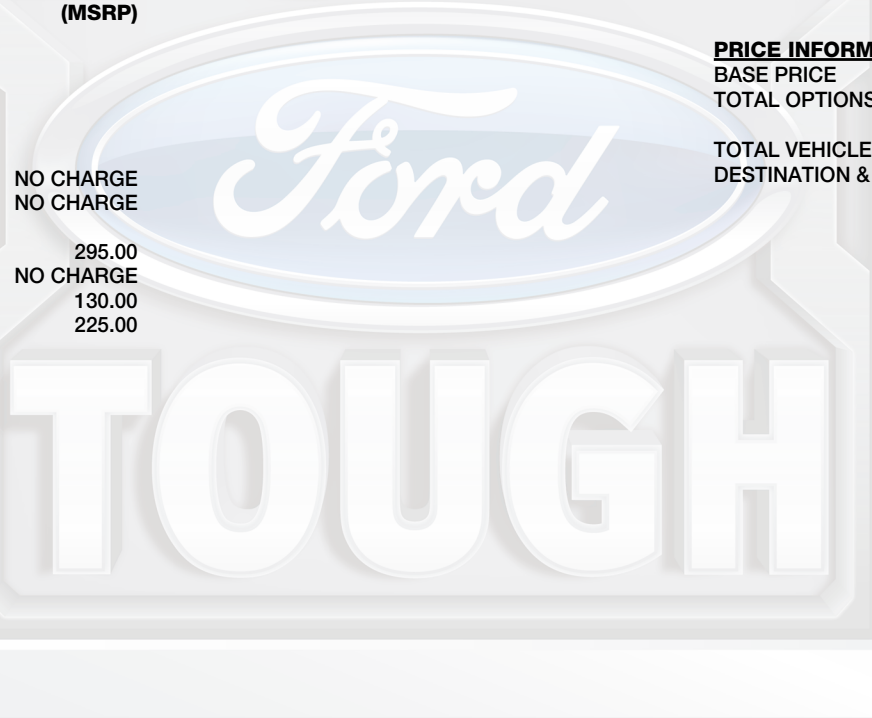 (MSRP)
NO CHARGE
NO CHARGE
295.00
NO CHARGE
130.00
225.00
PRICE INFORM
BASE PRICE
TOTAL OPTIONS
TOTAL VEHICLE
DESTINATION &
Ford
TOUGH